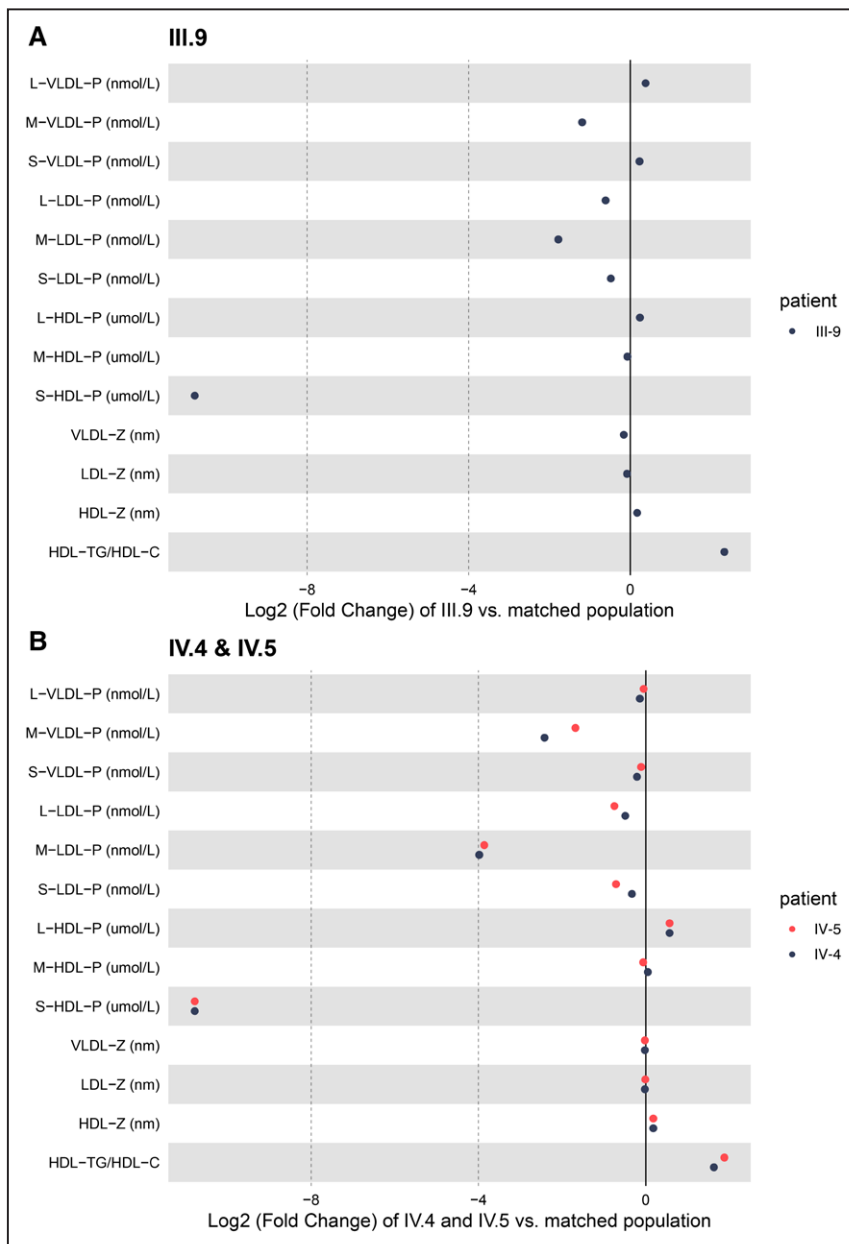 A III.9
L−VLDL−P (nmol/L)
M−VLDL−P (nmol/L)
S−VLDL−P (nmol/L)
L−LDL−P (nmol/L)
M−LDL−P (nmol/L)
S−LDL−P (nmol/L)
L−HDL−P (umol/L)
M−HDL−P (umol/L)
S−HDL−P (umol/L)
VLDL−Z (nm)
LDL−Z (nm)
HDL−Z (nm)
HDL−TG/HDL−C
patient
III-9
−8 −4 0
Log2 (Fold Change) of III.9 vs. matched population
B IV.4 & IV.5
L−VLDL−P (nmol/L)
M−VLDL−P (nmol/L)
S−VLDL−P (nmol/L)
L−LDL−P (nmol/L)
M−LDL−P (nmol/L)
S−LDL−P (nmol/L)
L−HDL−P (umol/L)
M−HDL−P (umol/L)
S−HDL−P (umol/L)
VLDL−Z (nm)
LDL−Z (nm)
HDL−Z (nm)
HDL−TG/HDL−C
patient
IV-5
IV-4
−8 −4 0
Log2 (Fold Change) of IV.4 and IV.5 vs. matched population